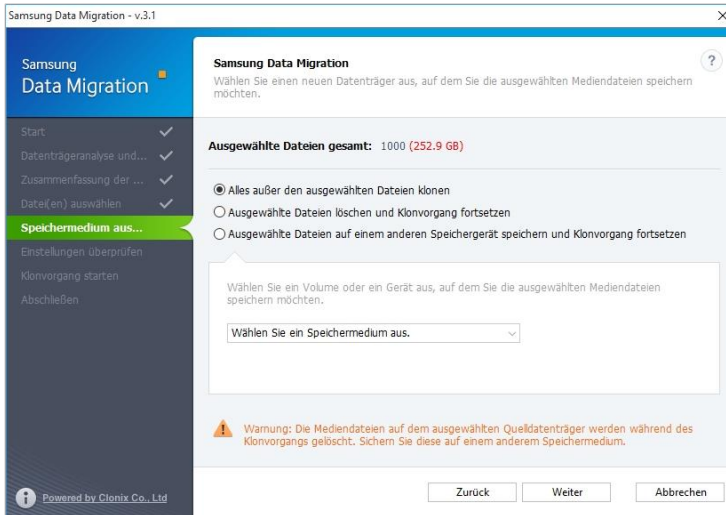 Samsung Data Migration - v.3.1
Samsung
Data Migration
Samsung Data Migration
Wählen Sie einen neuen Datenträger aus, auf dem Sie die ausgewählten Mediendateien speichern
möchten.
?
Start
Datenträgeranalyse und...
Zusammenfassung der ...
Datei(en) auswählen
Speichermedium aus...
Einstellungen überprüfen
Klonvorgang starten
Abschließen
Ausgewählte Dateien gesamt: 1000 (252.9 GB)
Alles außer den ausgewählten Dateien klonen
Ausgewählte Dateien löschen und Klonvorgang fortsetzen
Ausgewählte Dateien auf einem anderen Speichergerät speichern und Klonvorgang fortsetzen
Wählen Sie ein Volume oder ein Gerät aus, auf dem Sie die ausgewählten Mediendateien
speichern möchten.
Wählen Sie ein Speichermedium aus.
Warnung: Die Mediendateien auf dem ausgewählten Quelldatenträger werden während des
Klonvorgangs gelöscht. Sichern Sie diese auf einem anderem Speichermedium.
Powered by Clonix Co., Ltd
Zurück
Weiter
Abbrechen